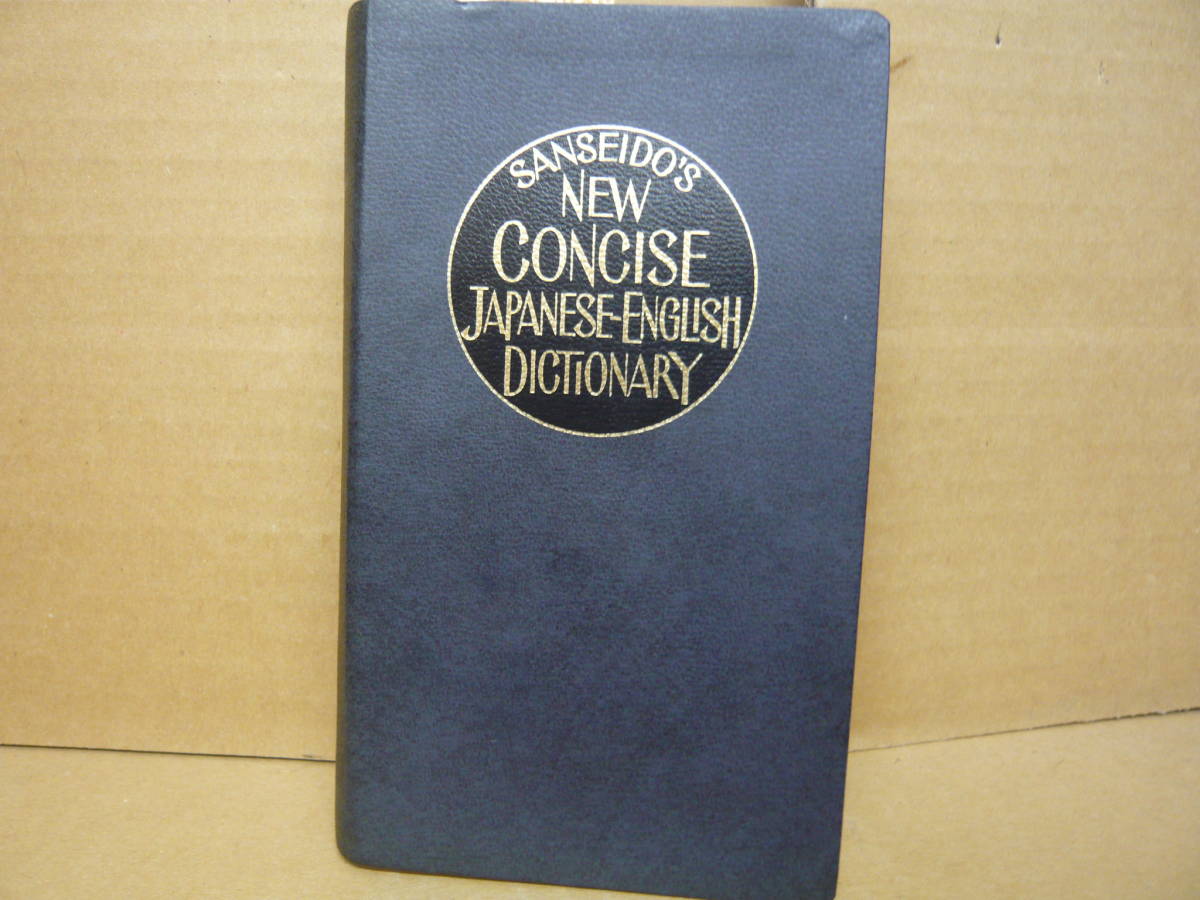 SANSEIDO'S
NEW
CONCISE
JAPANESE-ENGLISH
DICTIONARY